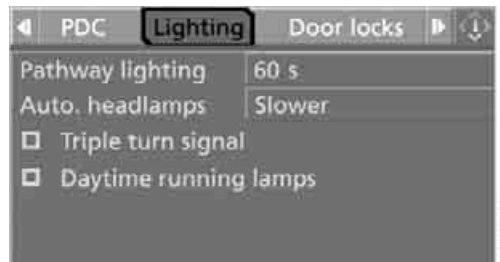 PDC Lighting Door locks
Pathway lighting 60 s
Auto. headlamps Slower
Triple turn signal
Daytime running lamps